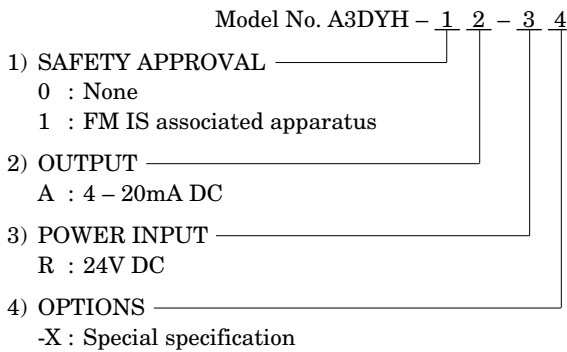 Model No. A3DYH – 1 2 - 3 4
1) SAFETY APPROVAL
0 : None
1 : FM IS associated apparatus
2) OUTPUT
A : 4 – 20mA DC
3) POWER INPUT
R : 24V DC
4) OPTIONS
-X : Special specification